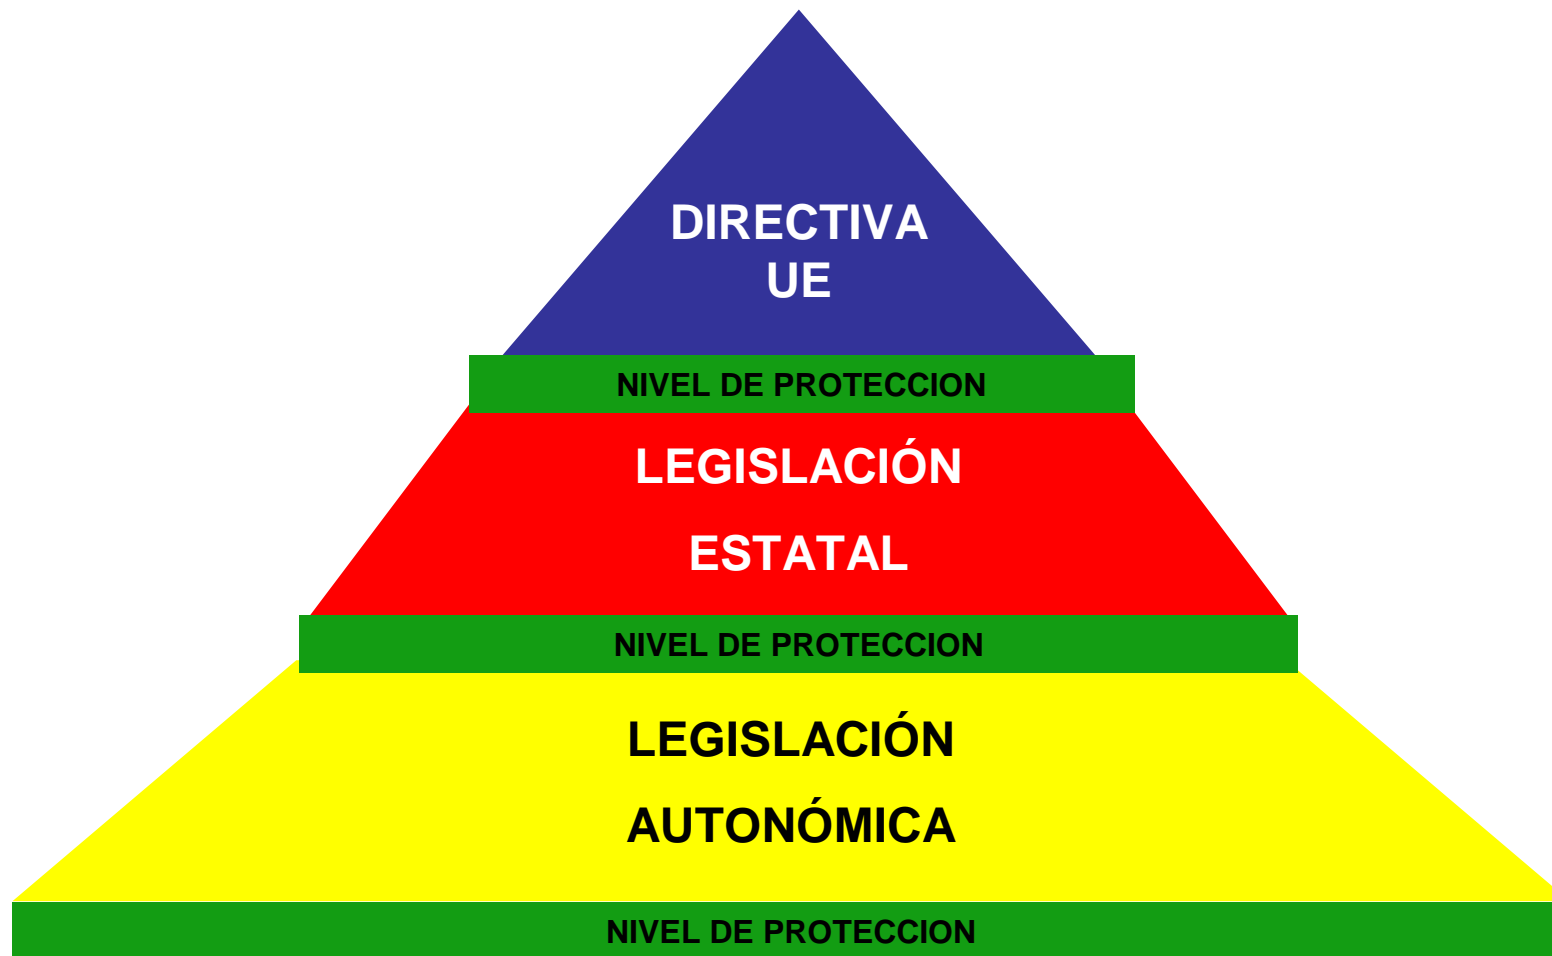 DIRECTIVA
UE
NIVEL DE PROTECCION
LEGISLACIÓN
ESTATAL
NIVEL DE PROTECCION
LEGISLACIÓN
AUTONÓMICA
NIVEL DE PROTECCION